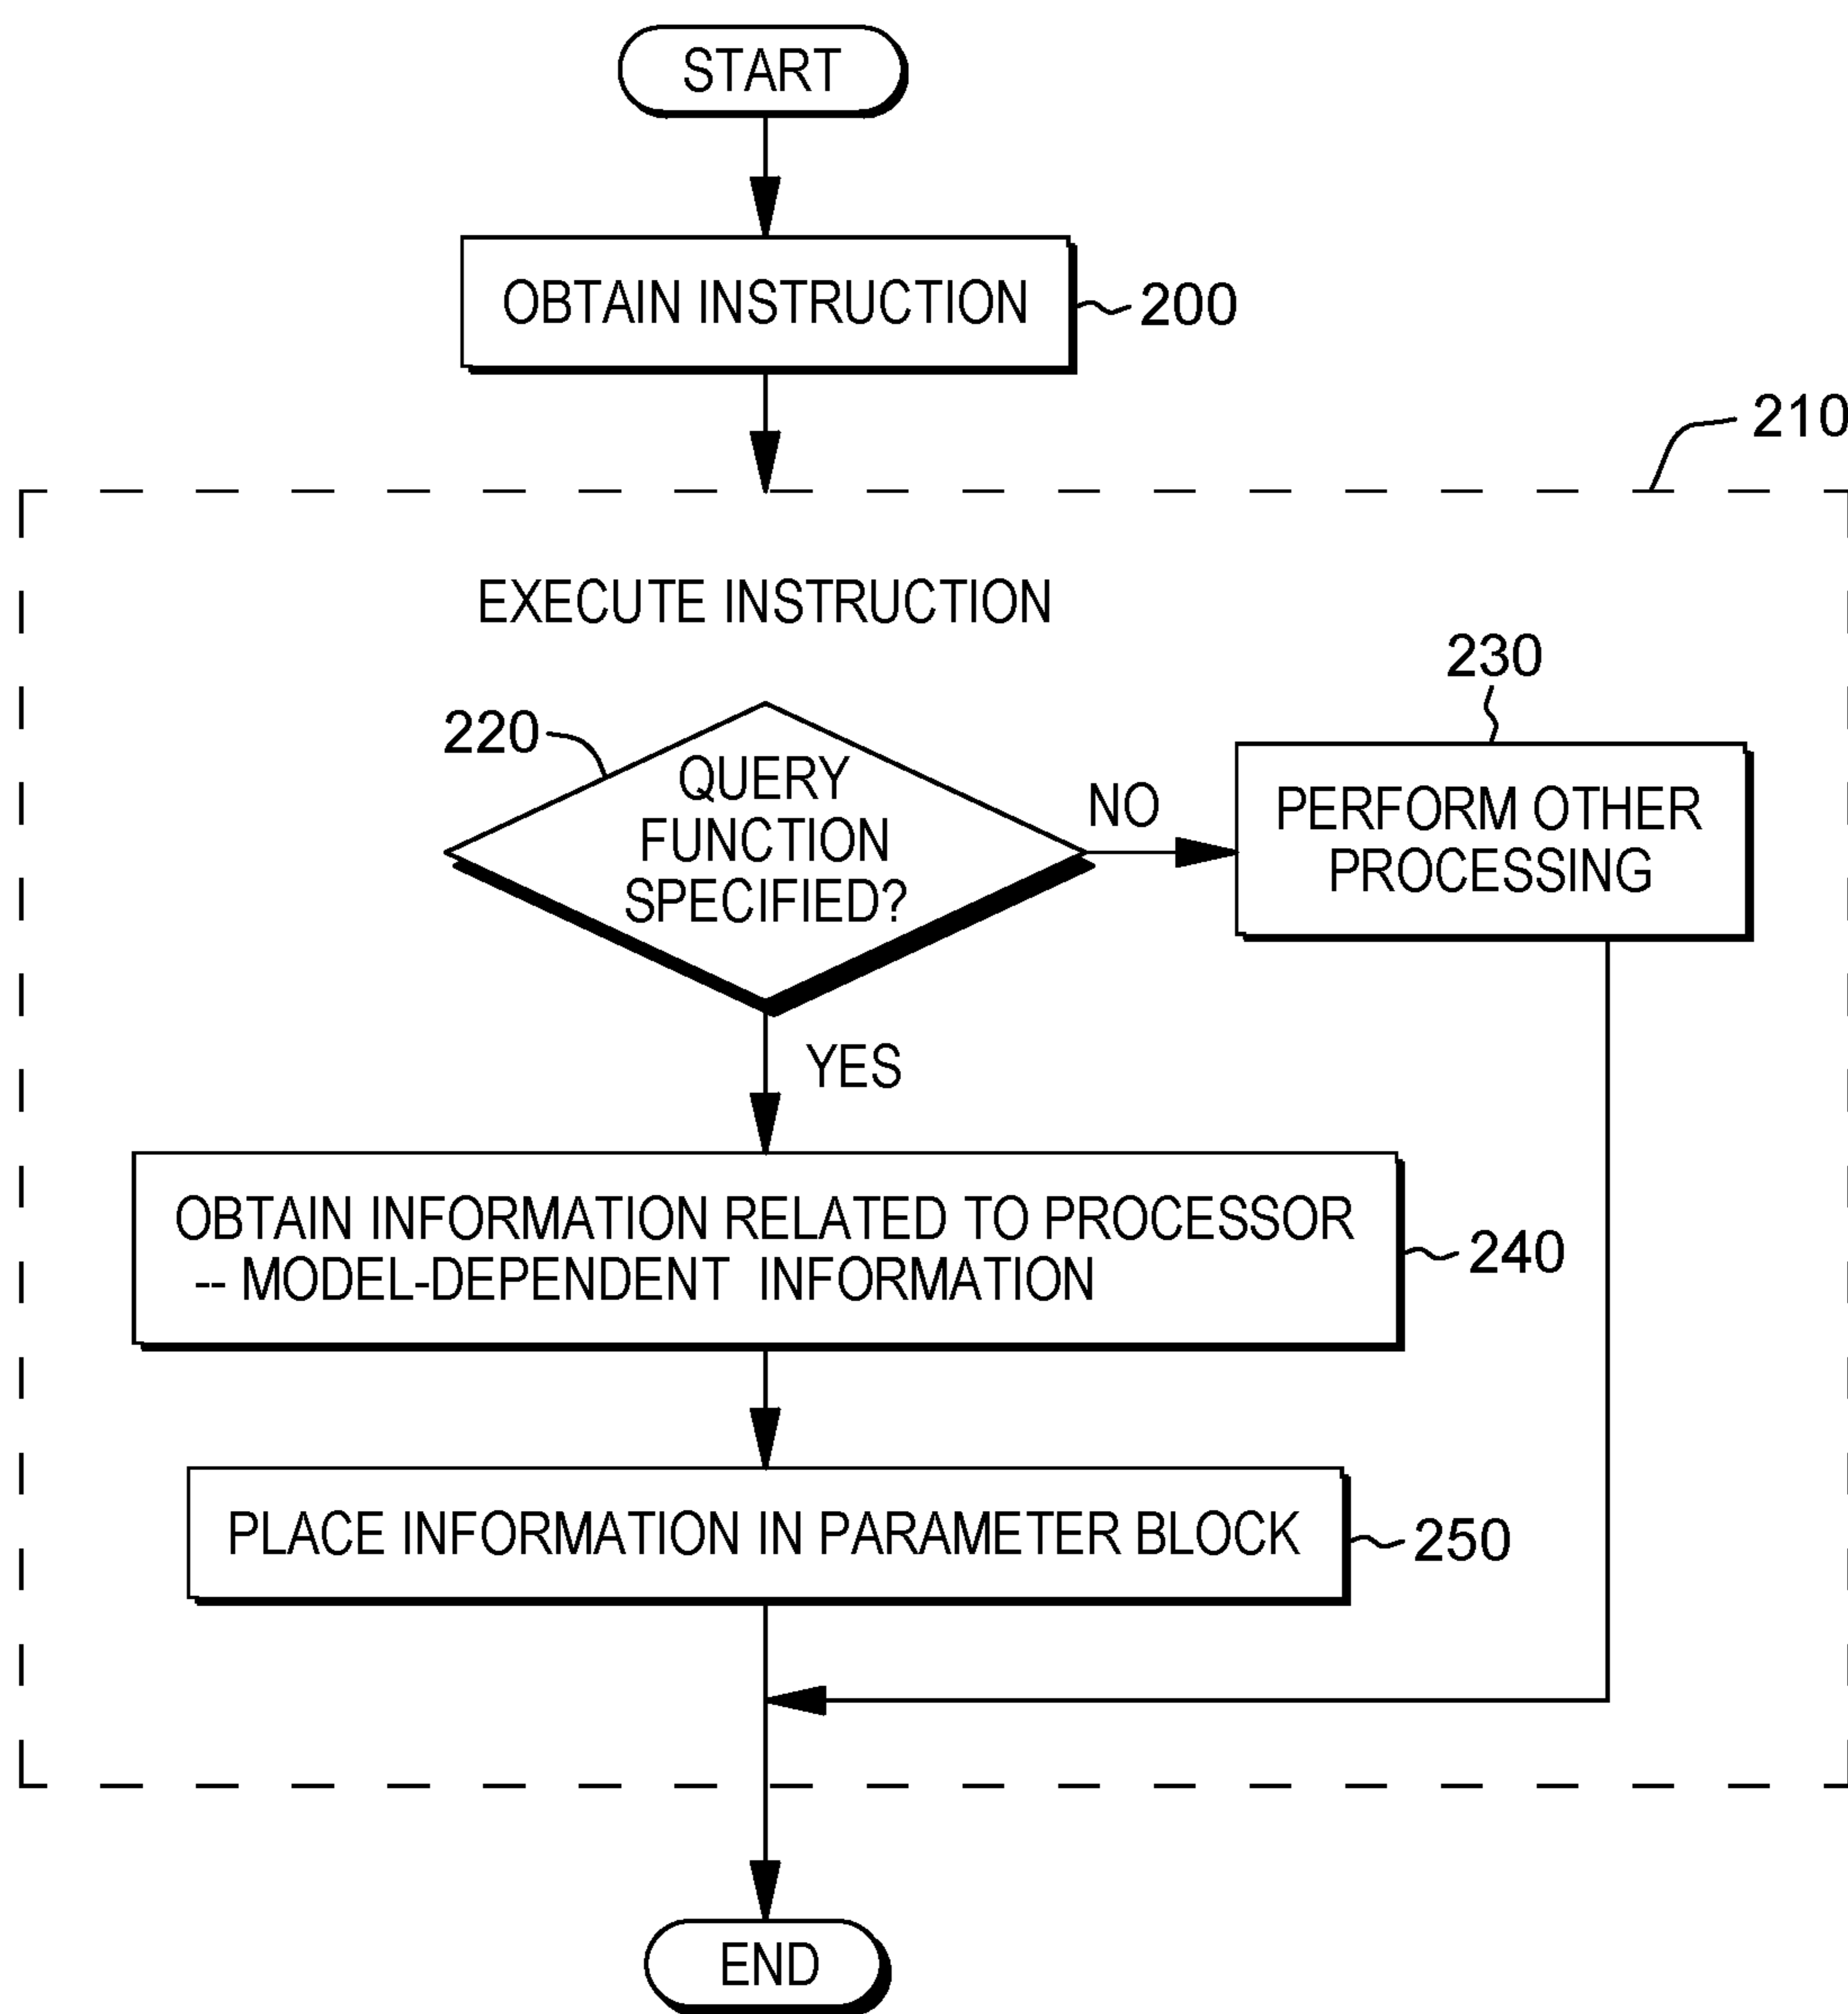 START
OBTAIN INSTRUCTION
200
210
EXECUTE INSTRUCTION
220
QUERY
FUNCTION
SPECIFIED?
NO
230
PERFORM OTHER
PROCESSING
YES
OBTAIN INFORMATION RELATED TO PROCESSOR
-- MODEL-DEPENDENT INFORMATION
240
PLACE INFORMATION IN PARAMETER BLOCK
250
END